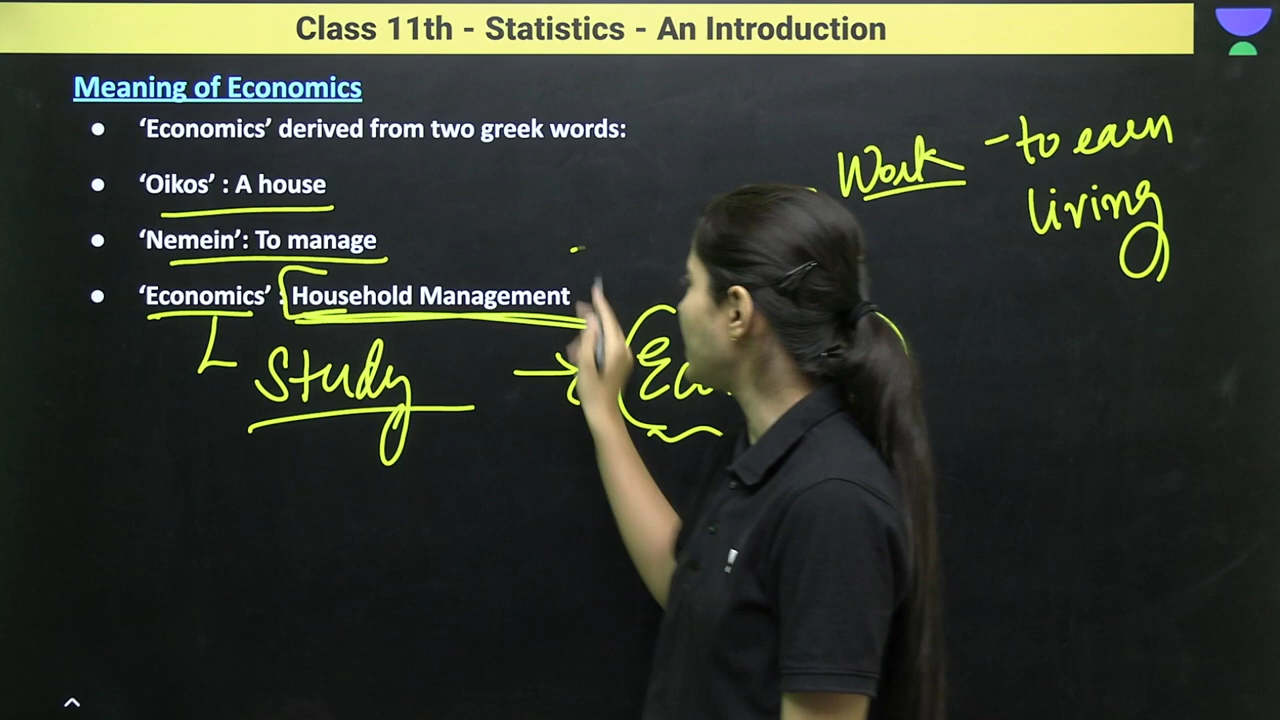 Class 11th - Statistics - An Introduction
Meaning of Economics
● ‘Economics’ derived from two greek words:
● ‘Oikos’ : A house
● ‘Nemein’: To manage
● ‘Economics’ : Household Management
Study
Work - to earn
living